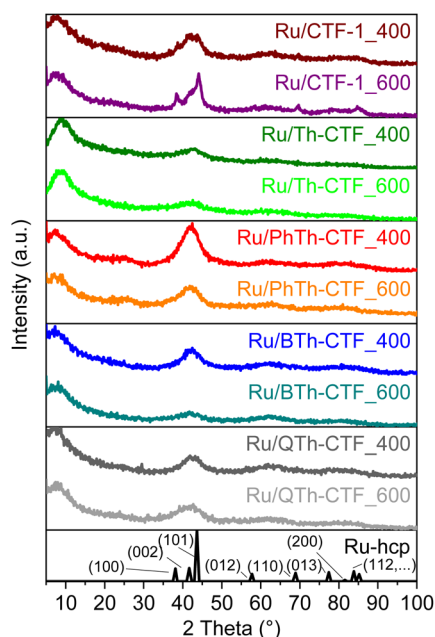 Ru/CTF-1_400
Ru/CTF-1_600
Ru/Th-CTF_400
Ru/Th-CTF_600
Ru/PhTh-CTF_400
Ru/PhTh-CTF_600
Ru/BTh-CTF_400
Ru/BTh-CTF_600
Ru/QTh-CTF_400
Ru/QTh-CTF_600
Ru-hcp
(101)
(200)
(002)
(100)
(012)
(110)
(013)
(112,...)
10 20 30 40 50 60 70 80 90 100
2 Theta (°)
Intensity (a.u.)